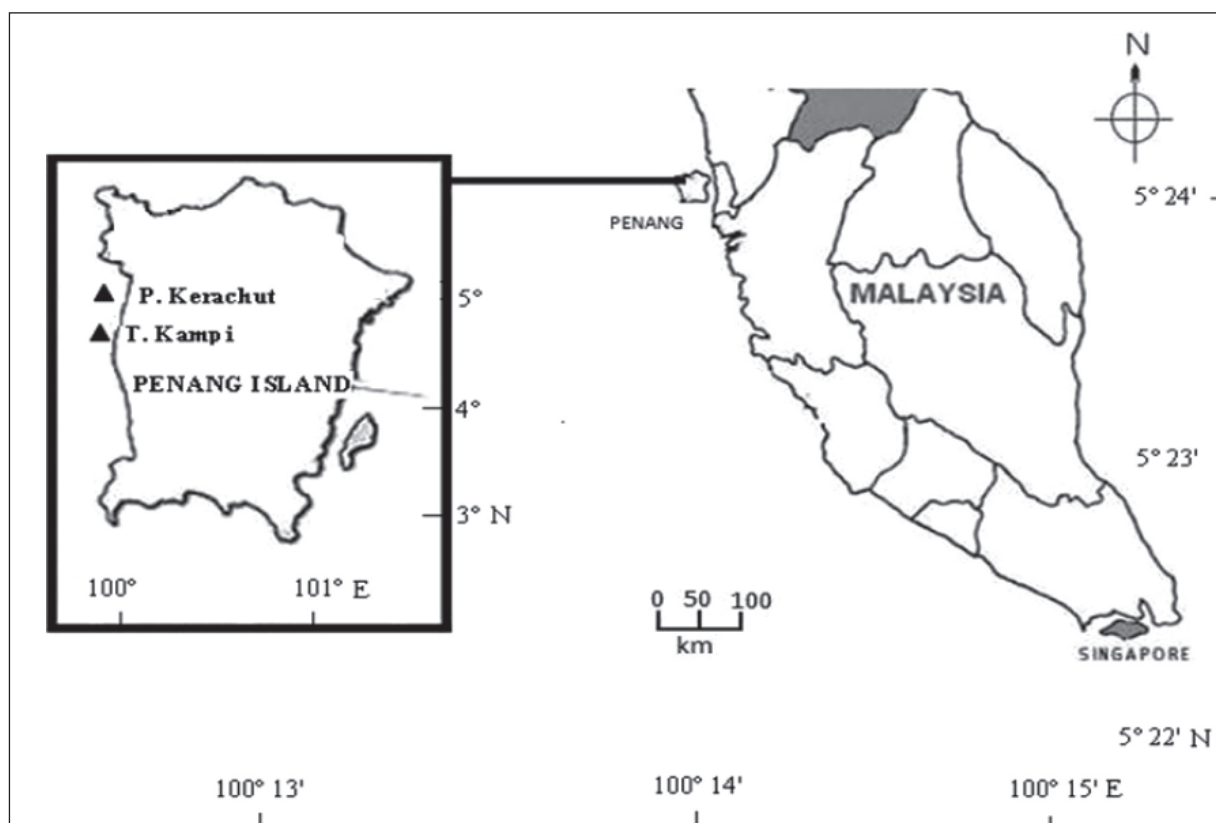 N
5° 24'
PENANG
MALAYSIA
P. Kerachut
5°
T. Kampi
PENANG ISLAND
4°
5° 23'
3° N
100°
101° E
0 50 100
km
SINGAPORE
5° 22' N
100° 13'
100° 14'
100° 15' E